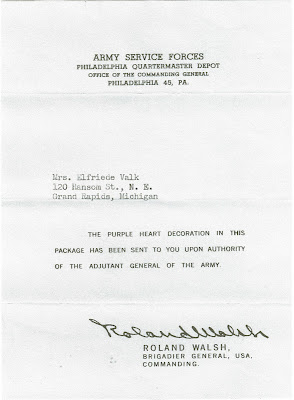 ARMY SERVICE FORCES
PHILADELPHIA QUARTERMASTER DEPOT
OFFICE OF THE COMMANDING GENERAL
PHILADELPHIA 45, PA.
Mrs. Elfriede Valk
120 Ransom St., N. E.
Grand Rapids, Michigan
THE PURPLE HEART DECORATION IN THIS
PACKAGE HAS BEEN SENT TO YOU UPON AUTHORITY
OF THE ADJUTANT GENERAL OF THE ARMY.
Roland Walsh
ROLAND WALSH,
BRIGADIER GENERAL, USA,
COMMANDING.